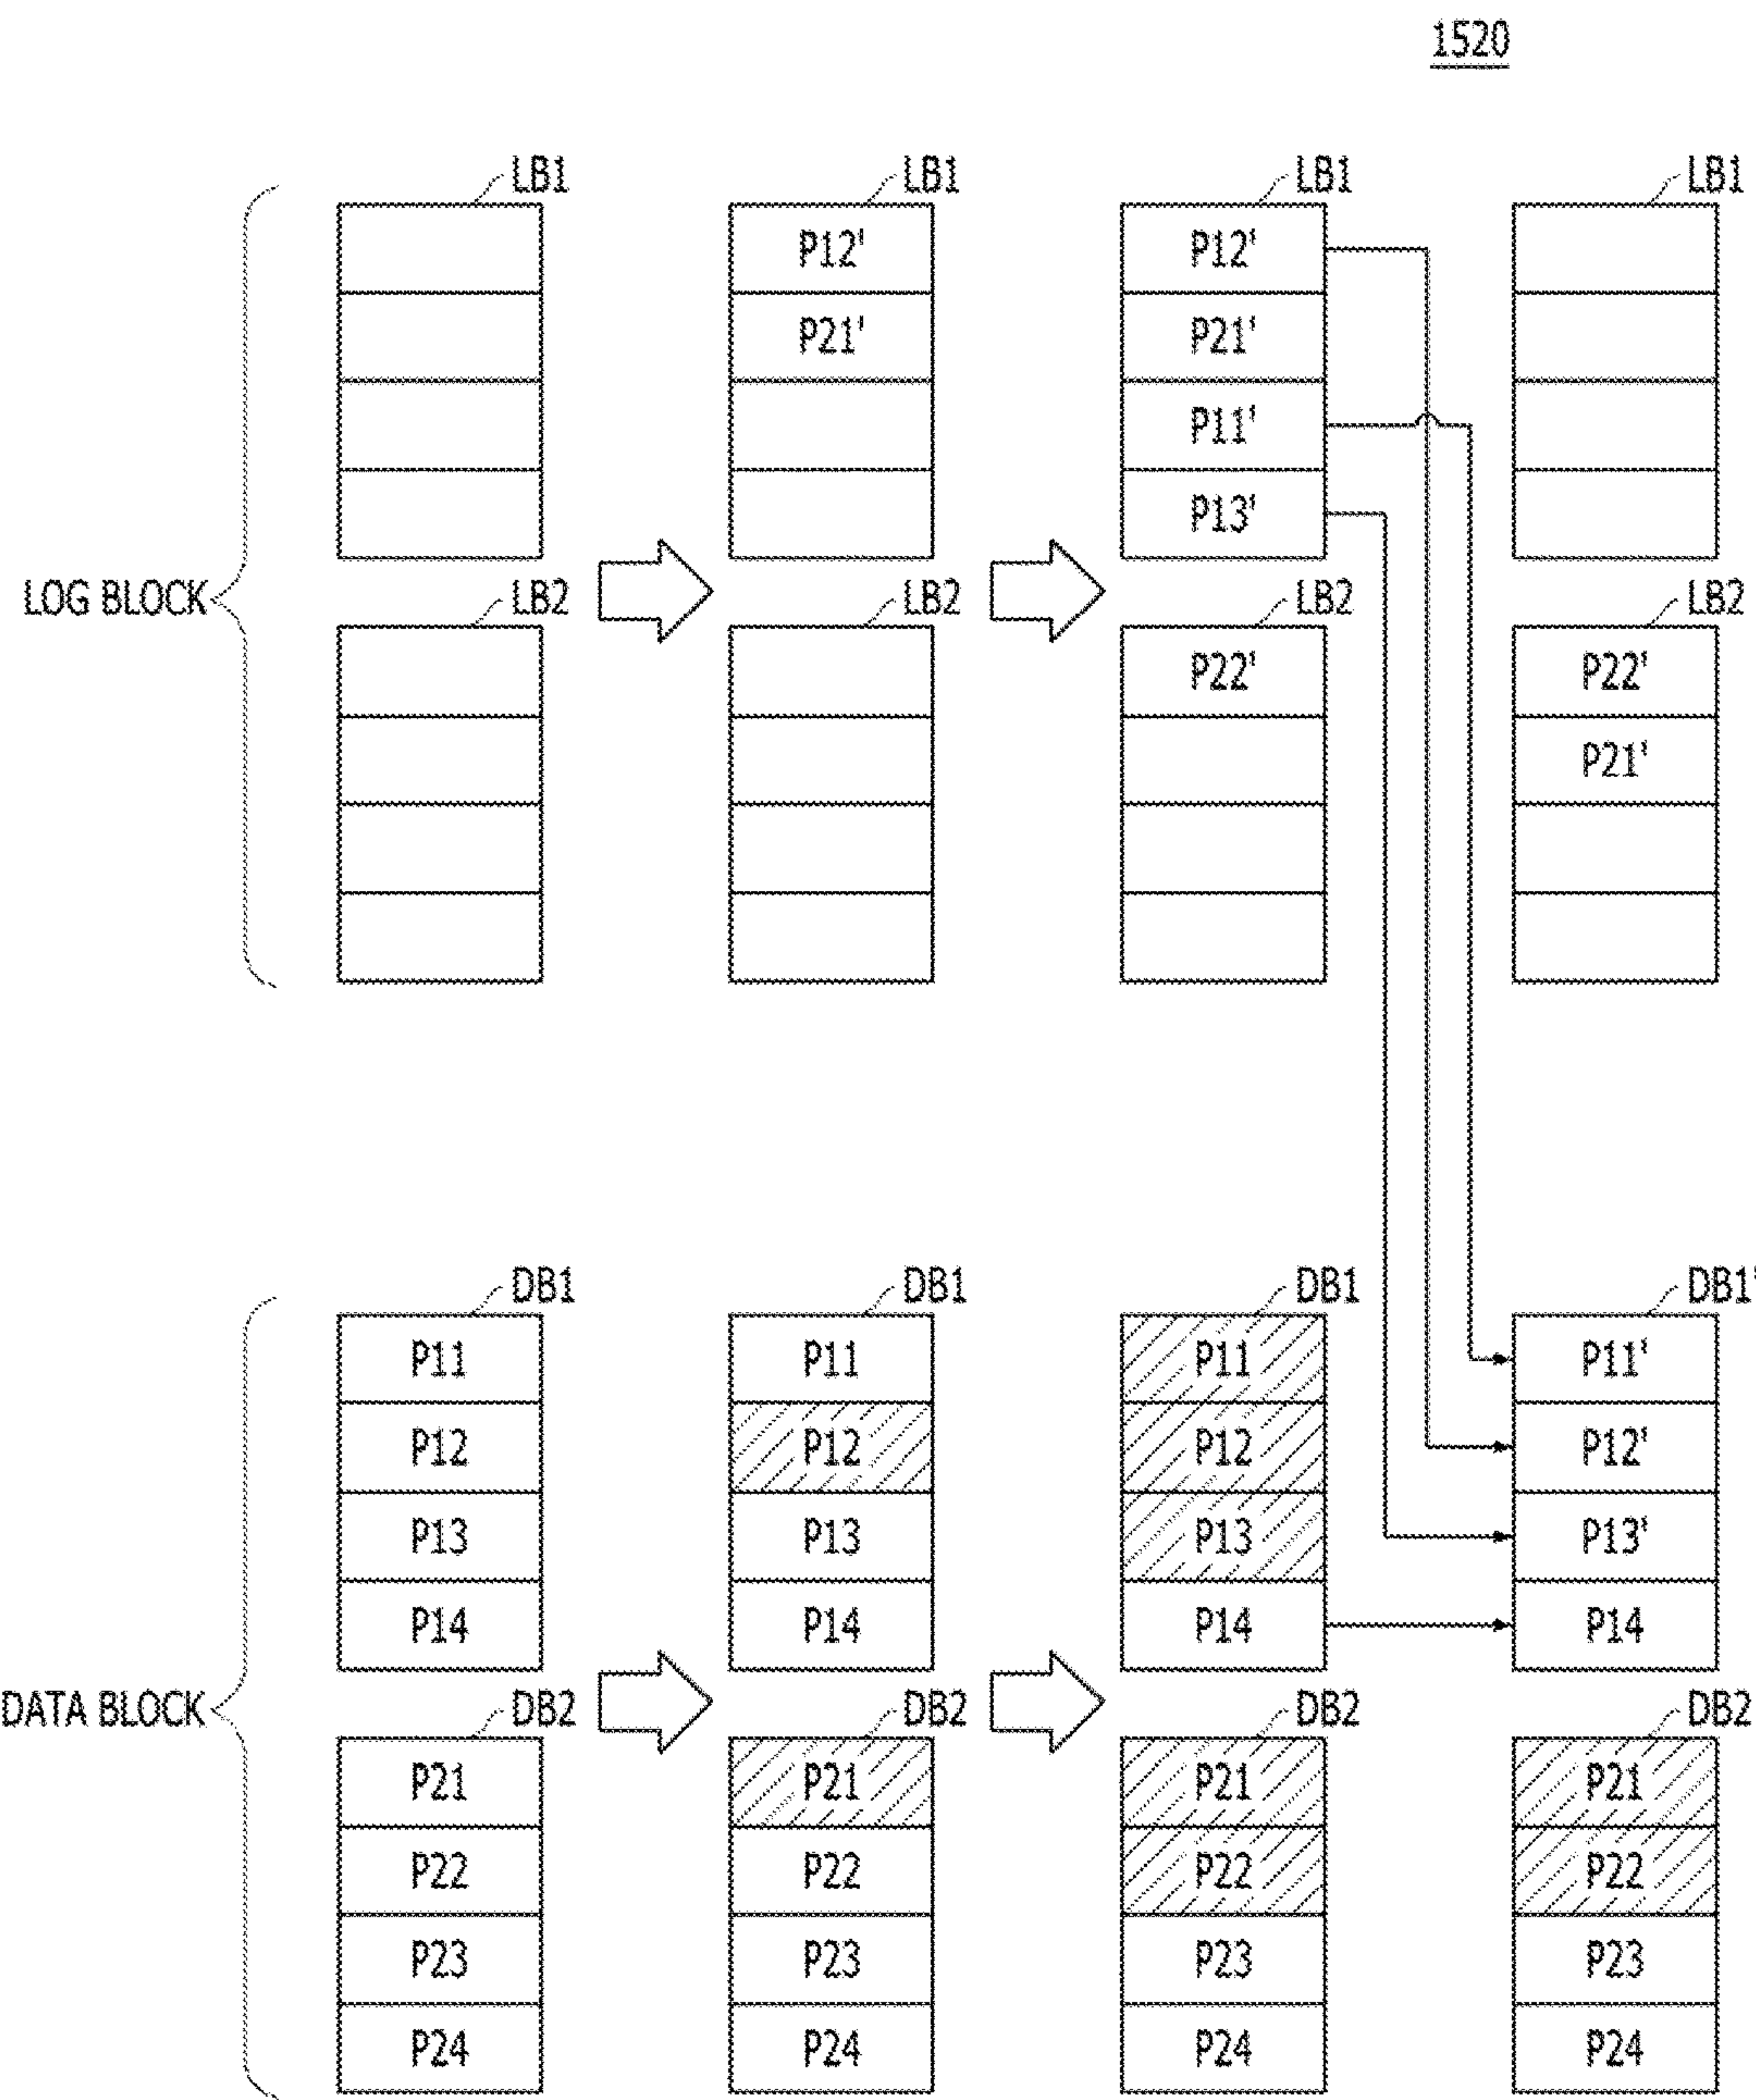 1520
LB1 LB1 LB1 LB1
P12' P12'
P21' P21'
P11'
P13'
LOG BLOCK
LB2 LB2 LB2 LB2
P22' P22'
P21'
DB1 DB1 DB1 DB1'
P11 P11 P11 P11'
P12 P12 P12 P12'
P13 P13 P13 P13'
P14 P14 P14 P14
DATA BLOCK
DB2 DB2 DB2 DB2
P21 P21 P21 P21
P22 P22 P22 P22
P23 P23 P23 P23
P24 P24 P24 P24